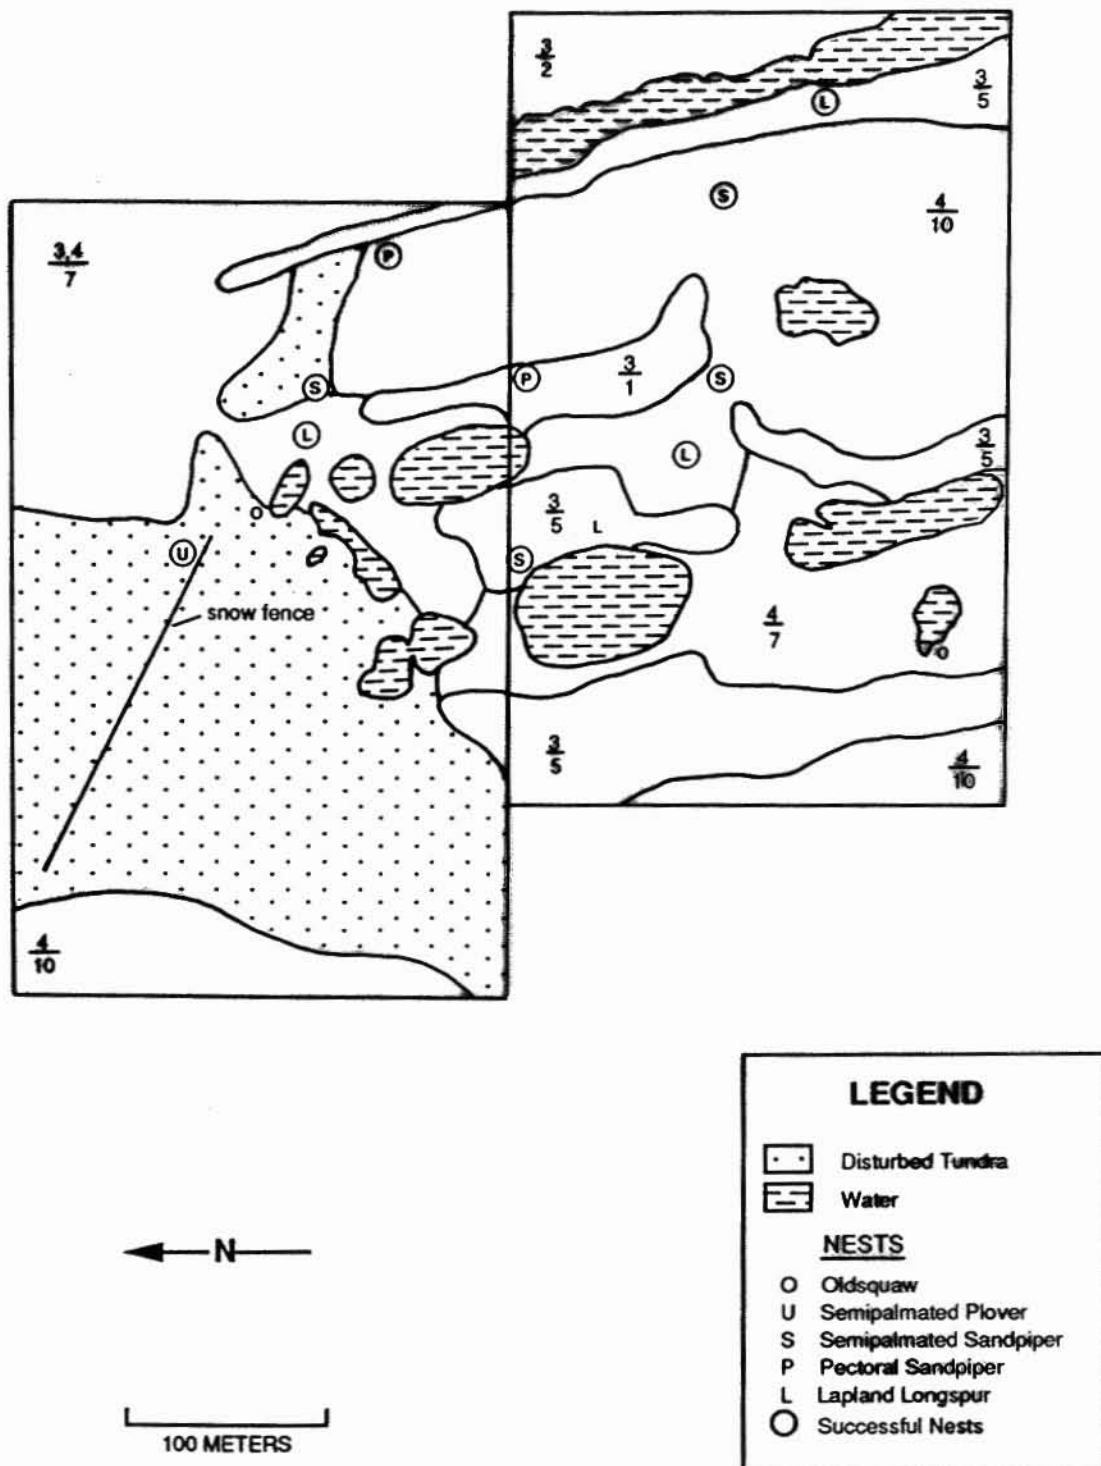 3
2
3
5
L
S
4
10
3,4
7
P
S
P
3
1
S
L
L
3
5
O
3
5
L
U
S
snow fence
4
7
O
3
5
4
10
4
10
LEGEND
Disturbed Tundra
Water
N
NESTS
O Oldsquaw
U Semipalmated Plover
S Semipalmated Sandpiper
P Pectoral Sandpiper
L Lapland Longspur
Successful Nests
100 METERS